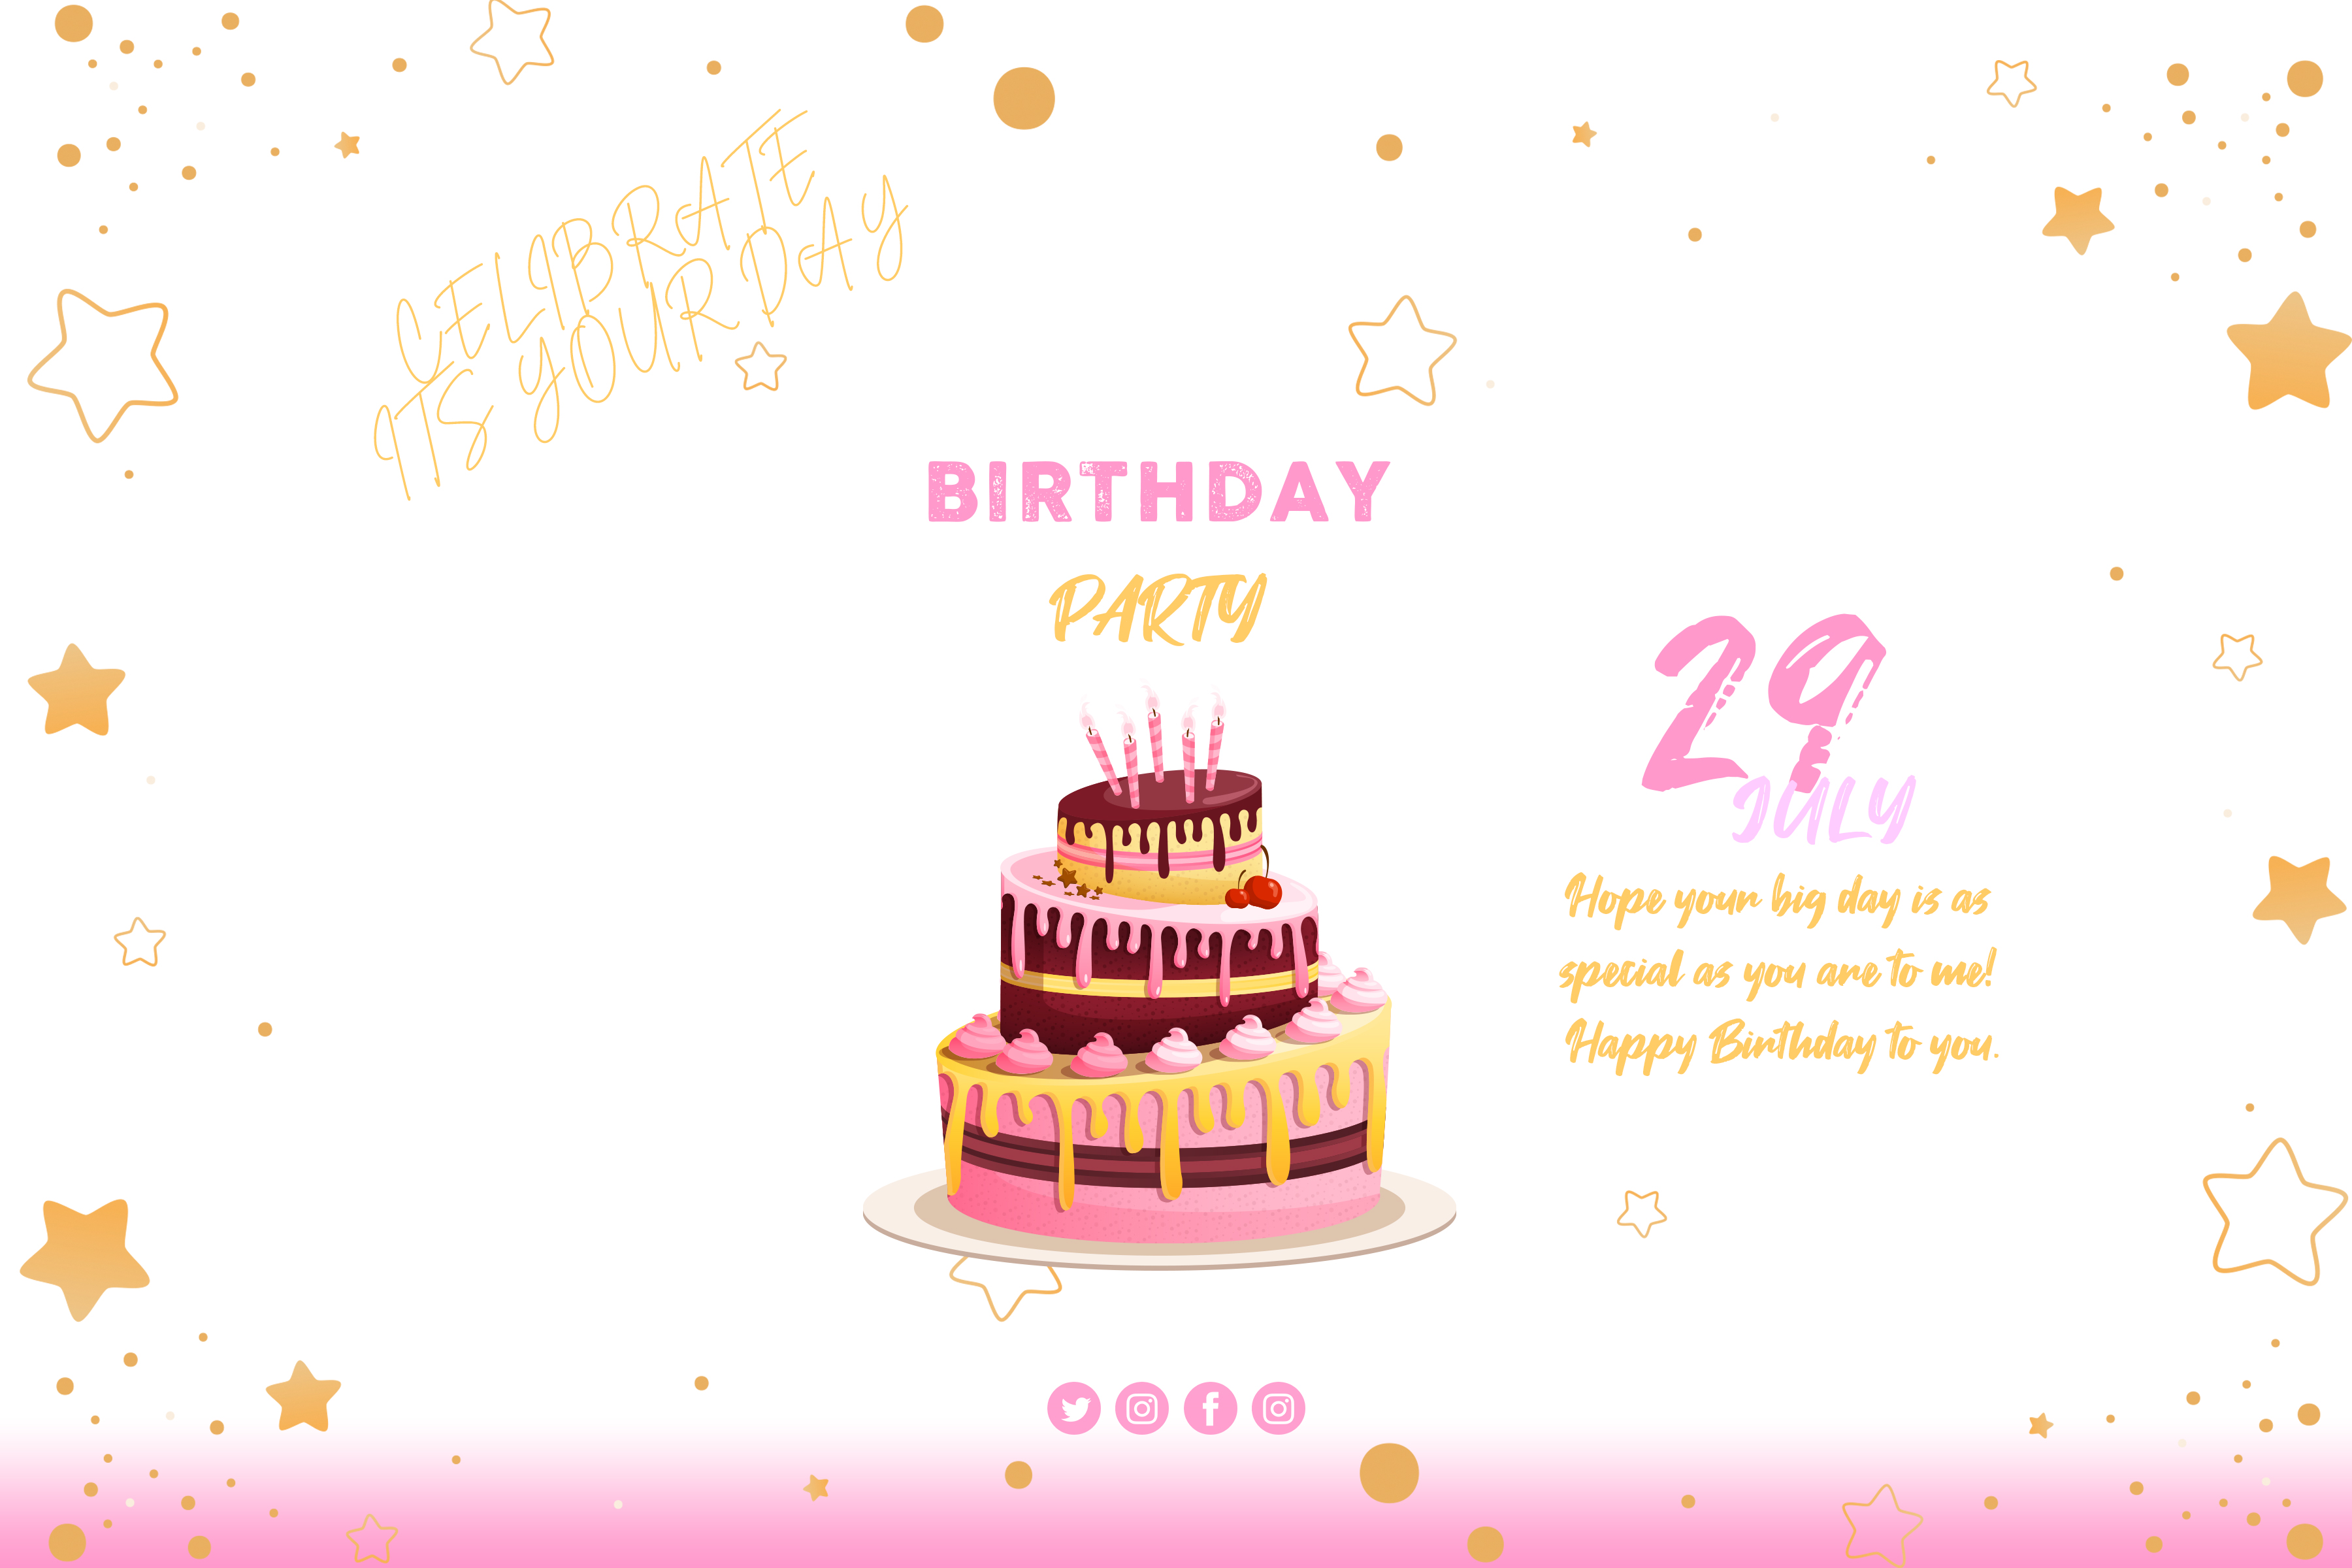 CELEBRATE
ITS YOUR DAY
BIRTHDAY
PARTY
29
JULY
Hope your big day is as
special as you are to me!
Happy Birthday to you.